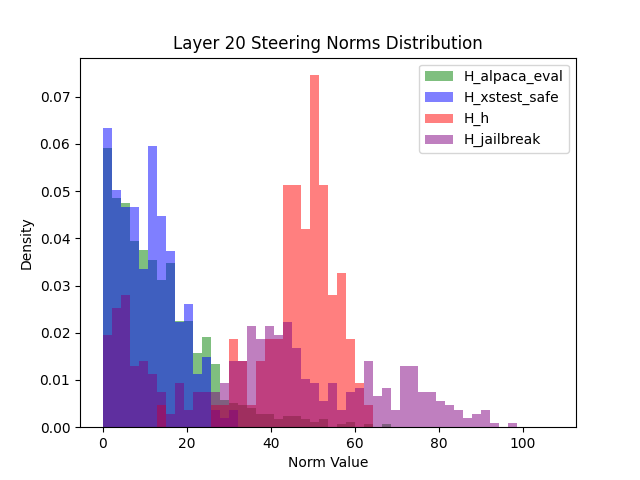 Layer 20 Steering Norms Distribution
H_alpaca_eval
H_xstest_safe
H_h
H_jailbreak
0.07
0.06
0.05
0.04
0.03
0.02
0.01
0.00
Density
0 20 40 60 80 100
Norm Value